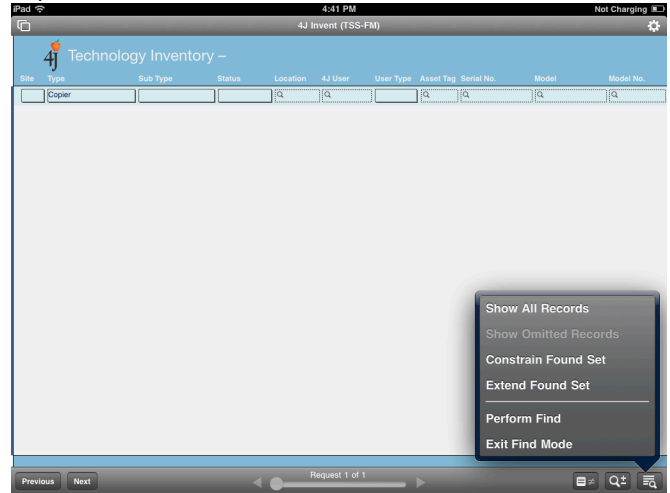 iPad 4:41 PM Not Charging
4J Invent (TSS-FM)
4J Technology Inventory –
Site Type Sub Type Status Location 4J User User Type Asset Tag Serial No. Model Model No.
Copier
Show All Records
Show Omitted Records
Constrain Found Set
Extend Found Set
Perform Find
Exit Find Mode
Previous Next Request 1 of 1